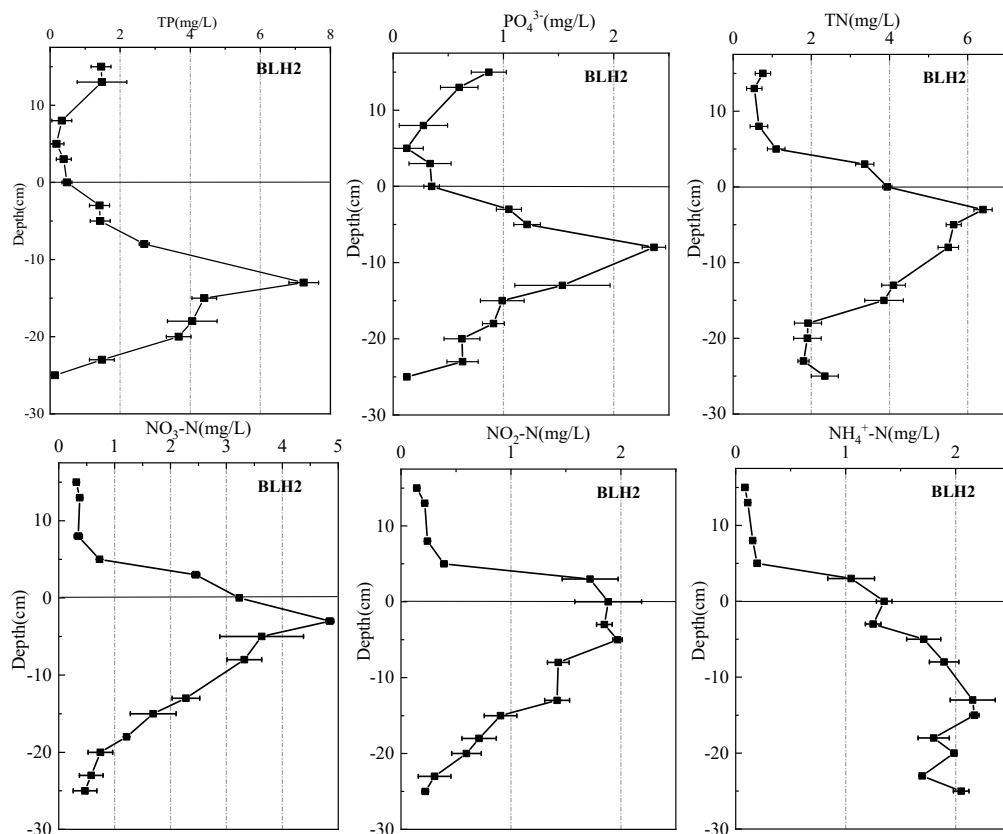 TP(mg/L)
0 2 4 6 8
BLH2
Depth(cm)
10
0
-10
-20
-30
PO₄³⁻(mg/L)
0 1 2
BLH2
Depth(cm)
10
0
-10
-20
-30
TN(mg/L)
0 2 4 6
BLH2
Depth(cm)
10
0
-10
-20
-30
NO₃-N(mg/L)
0 1 2 3 4 5
BLH2
Depth(cm)
10
0
-10
-20
-30
NO₂-N(mg/L)
0 1 2
BLH2
Depth(cm)
10
0
-10
-20
-30
NH₄⁺-N(mg/L)
0 1 2
BLH2
Depth(cm)
10
0
-10
-20
-30